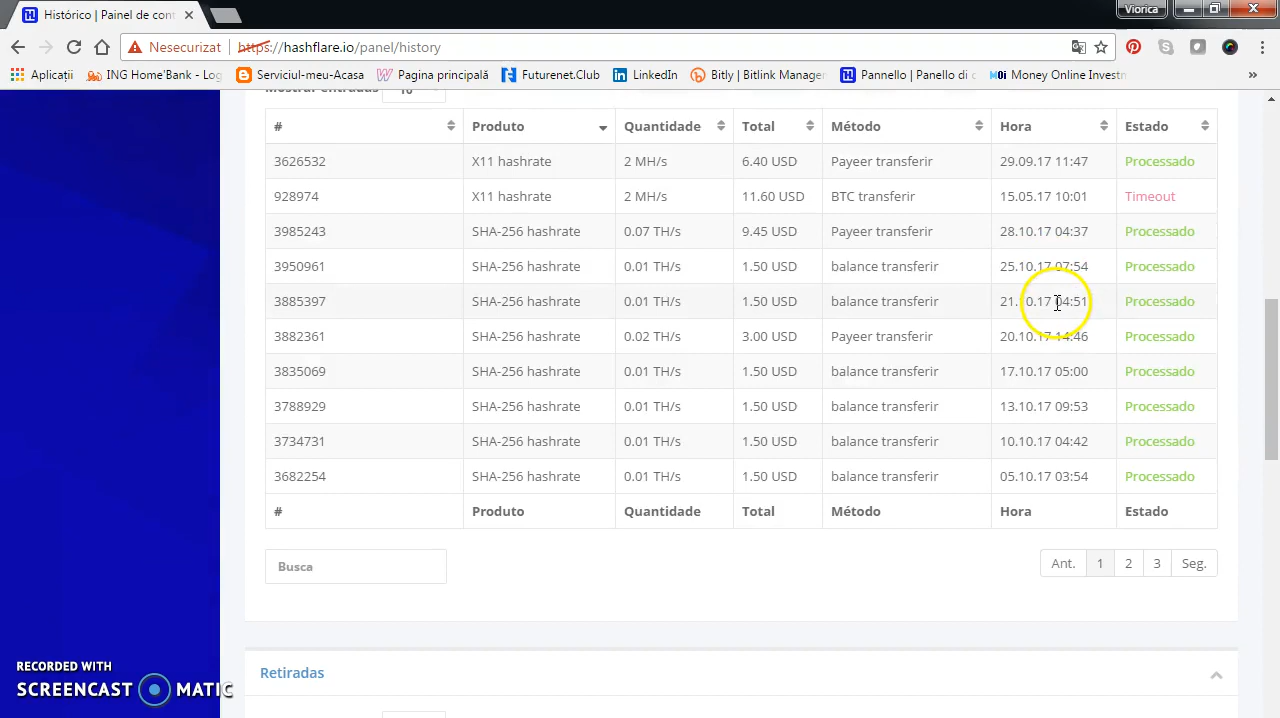 Histórico | Painel de cont
Viorica
Nesecurizat
https://hashflare.io/panel/history
Aplicații
ING Home'Bank - Log
Serviciul-meu-Acasa
Pagina principală
Futurenet.Club
LinkedIn
Bitly | Bitlink Manager
Pannello | Panello di c
Money Online Investm
Mostrar entradas 10
# Produto Quantidade Total Método Hora Estado
3626532 X11 hashrate 2 MH/s 6.40 USD Payeer transferir 29.09.17 11:47 Processado
928974 X11 hashrate 2 MH/s 11.60 USD BTC transferir 15.05.17 10:01 Timeout
3985243 SHA-256 hashrate 0.07 TH/s 9.45 USD Payeer transferir 28.10.17 04:37 Processado
3950961 SHA-256 hashrate 0.01 TH/s 1.50 USD balance transferir 25.10.17 07:54 Processado
3885397 SHA-256 hashrate 0.01 TH/s 1.50 USD balance transferir 21.10.17 04:51 Processado
3882361 SHA-256 hashrate 0.02 TH/s 3.00 USD Payeer transferir 20.10.17 14:46 Processado
3835069 SHA-256 hashrate 0.01 TH/s 1.50 USD balance transferir 17.10.17 05:00 Processado
3788929 SHA-256 hashrate 0.01 TH/s 1.50 USD balance transferir 13.10.17 09:53 Processado
3734731 SHA-256 hashrate 0.01 TH/s 1.50 USD balance transferir 10.10.17 04:42 Processado
3682254 SHA-256 hashrate 0.01 TH/s 1.50 USD balance transferir 05.10.17 03:54 Processado
# Produto Quantidade Total Método Hora Estado
Busca
Ant. 1 2 3 Seg.
Retiradas
RECORDED WITH
SCREENCAST MATIC